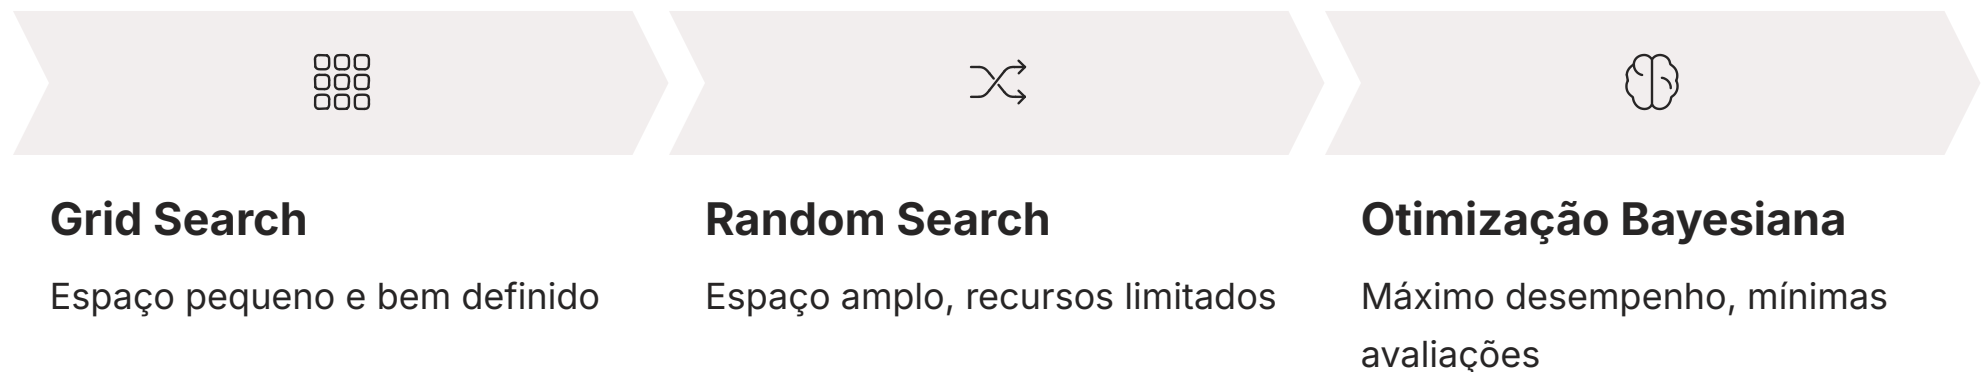 Grid Search
Espaço pequeno e bem definido
Random Search
Espaço amplo, recursos limitados
Otimização Bayesiana
Máximo desempenho, mínimas
avaliações